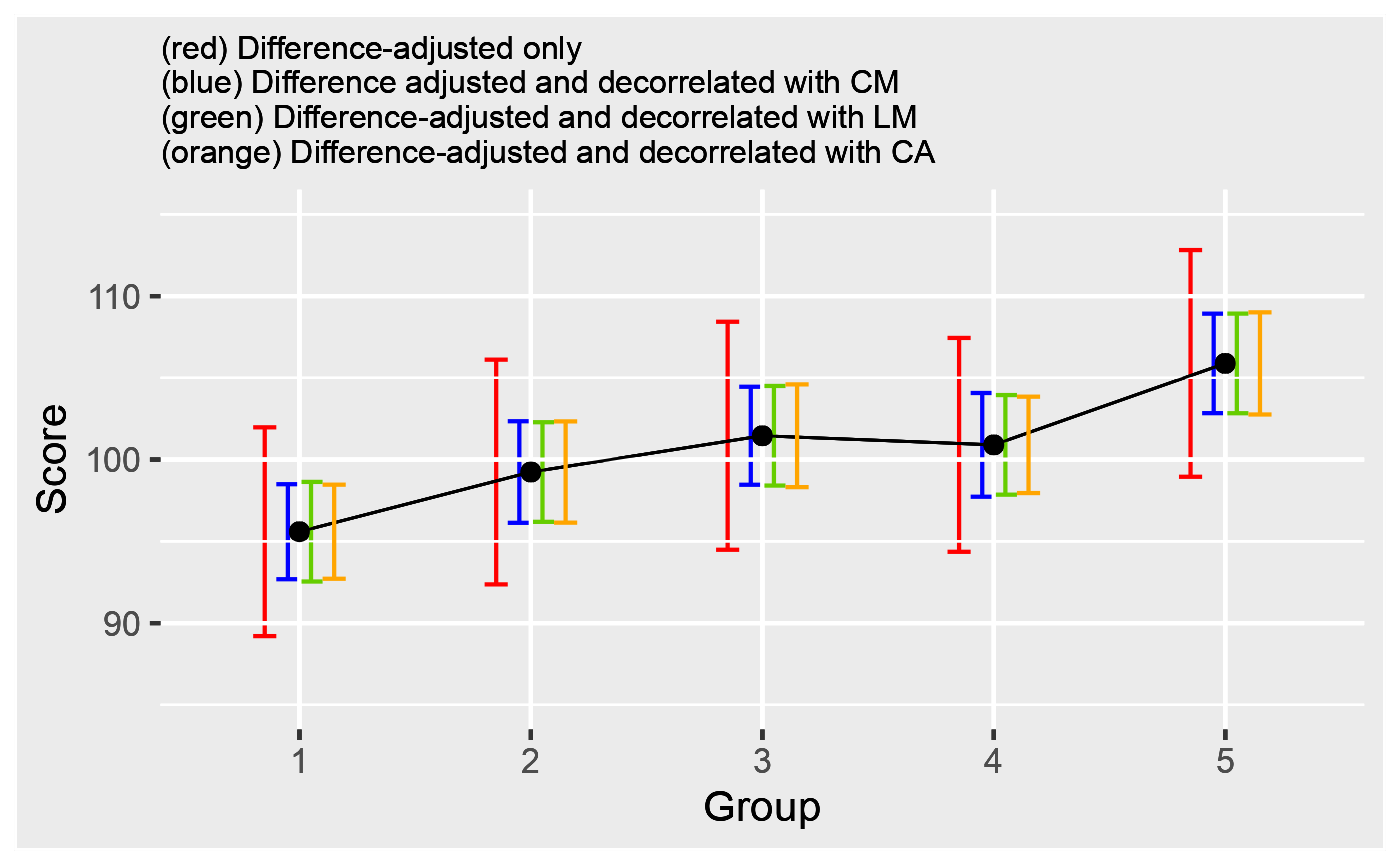 (red) Difference-adjusted only
(blue) Difference adjusted and decorrelated with CM
(green) Difference-adjusted and decorrelated with LM
(orange) Difference-adjusted and decorrelated with CA
110
100
90
Score
1 2 3 4 5
Group